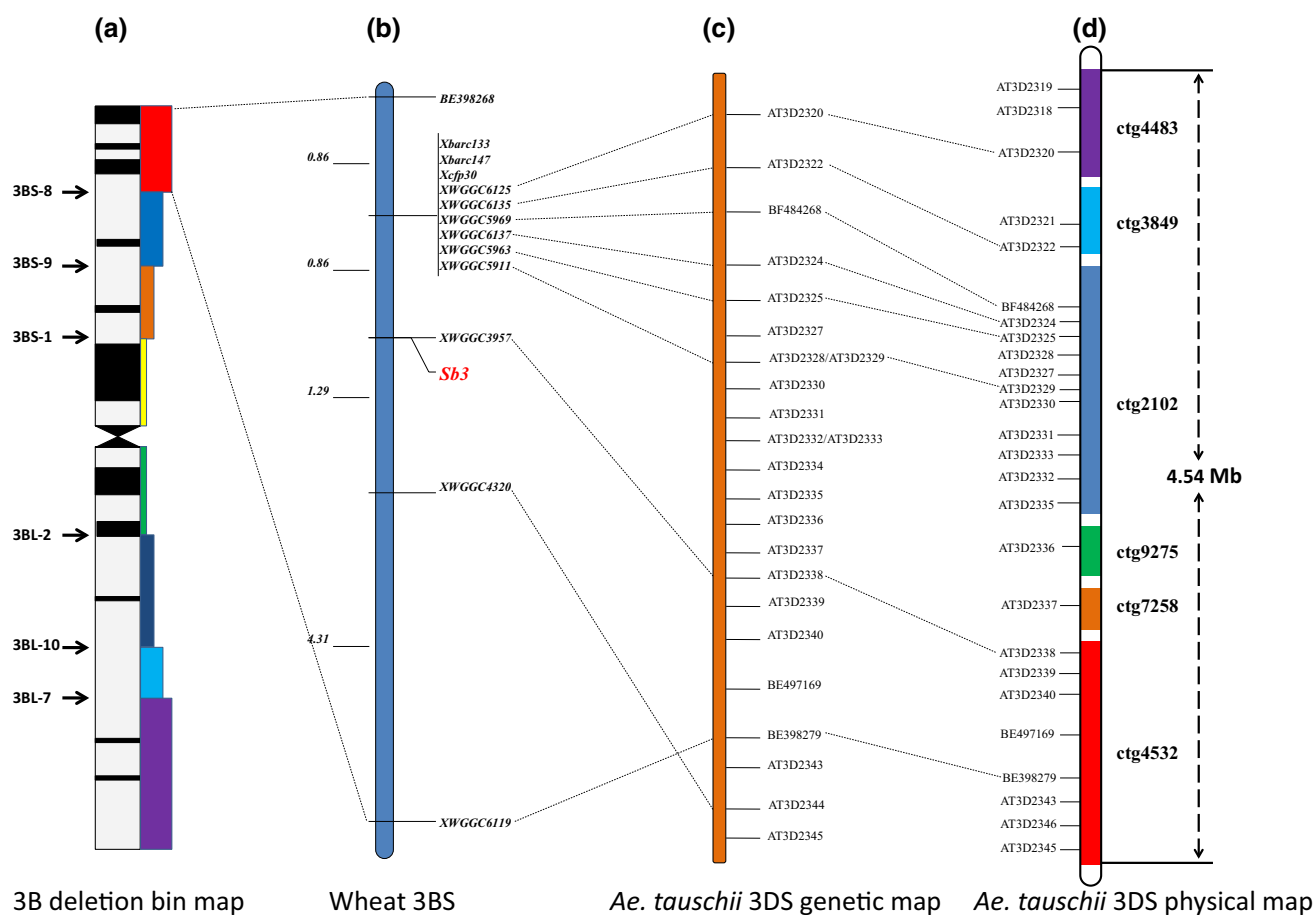 (a)
(b)
(c)
(d)
3BS-8
3BS-9
3BS-1
3BL-2
3BL-10
3BL-7
BE398268
0.86
Xbarc133
Xbarc147
Xcfp30
XWGGC6125
XWGGC6135
XWGGC5969
XWGGC6137
XWGGC5963
XWGGC5911
0.86
XWGGC3957
Sb3
1.29
XWGGC4320
4.31
XWGGC6119
AT3D2320
AT3D2322
BF484268
AT3D2324
AT3D2325
AT3D2327
AT3D2328/AT3D2329
AT3D2330
AT3D2331
AT3D2332/AT3D2333
AT3D2334
AT3D2335
AT3D2336
AT3D2337
AT3D2338
AT3D2339
AT3D2340
BE497169
BE398279
AT3D2343
AT3D2344
AT3D2345
AT3D2319
AT3D2318
AT3D2320
AT3D2321
AT3D2322
BF484268
AT3D2324
AT3D2325
AT3D2328
AT3D2327
AT3D2329
AT3D2330
AT3D2331
AT3D2333
AT3D2332
AT3D2335
AT3D2336
AT3D2337
AT3D2338
AT3D2339
AT3D2340
BE497169
BE398279
AT3D2343
AT3D2346
AT3D2345
ctg4483
ctg3849
ctg2102
ctg9275
ctg7258
ctg4532
4.54 Mb
3B deletion bin map
Wheat 3BS
Ae. tauschii 3DS genetic map
Ae. tauschii 3DS physical map